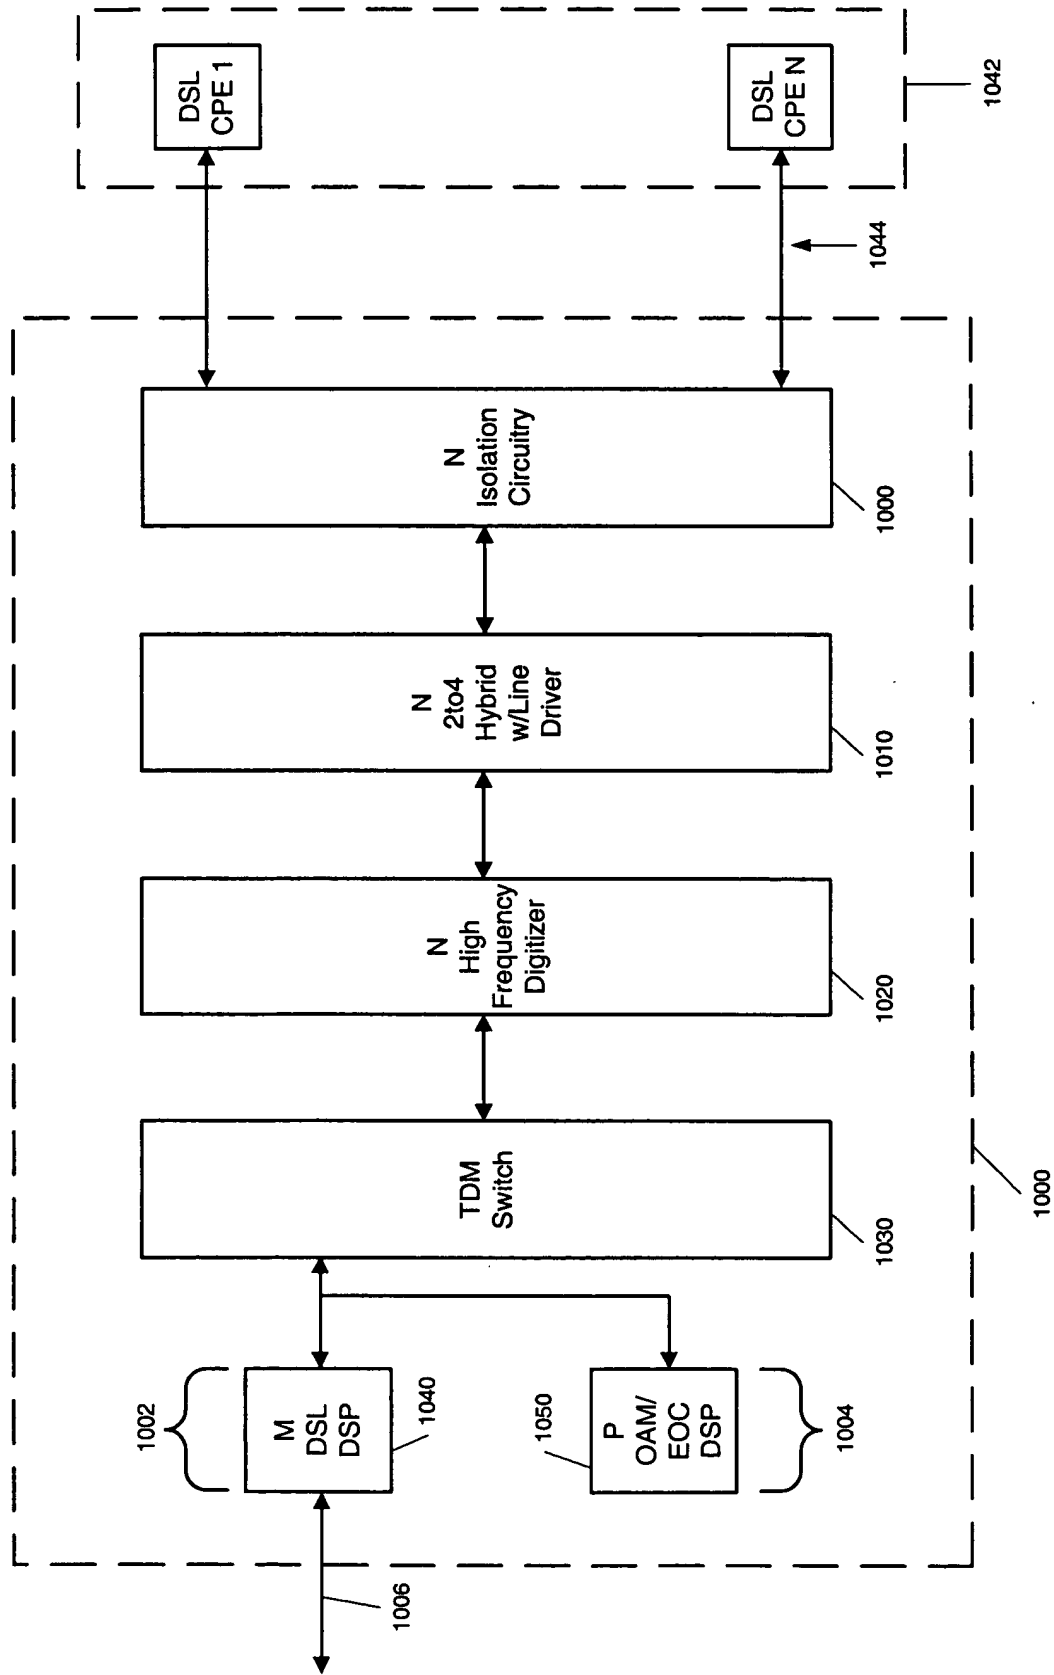 DSL
CPE 1
DSL
CPE N
1042
1044
N
Isolation
Circuitry
1000
N
2to4
Hybrid
w/Line
Driver
1010
N
High
Frequency
Digitizer
1020
TDM
Switch
1030
1000
1002
M
DSL
DSP
1040
1050
P
OAM/
EOC
DSP
1004
1006